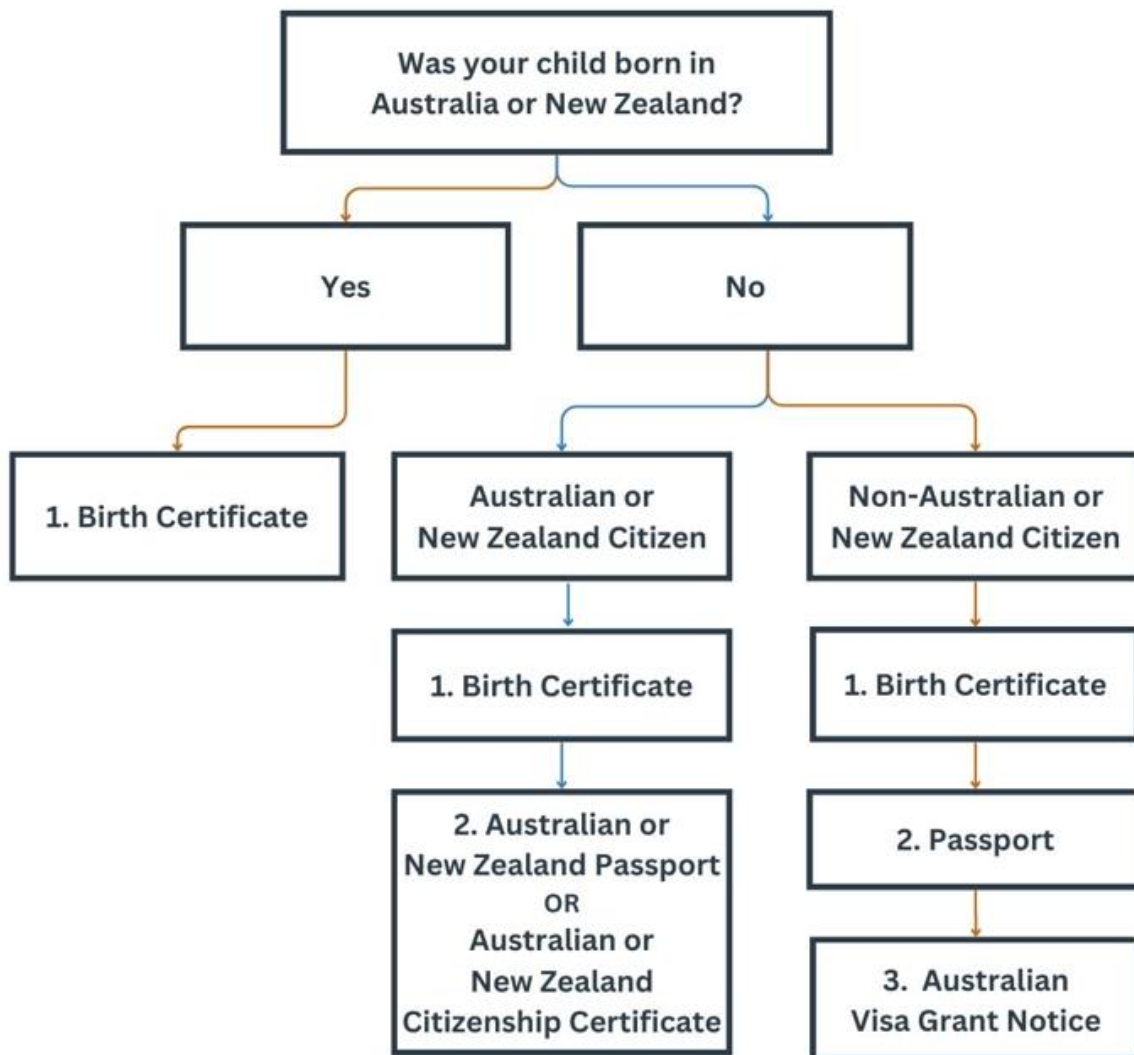 Was your child born in
Australia or New Zealand?
Yes
No
1. Birth Certificate
Australian or
New Zealand Citizen
Non-Australian or
New Zealand Citizen
1. Birth Certificate
1. Birth Certificate
2. Australian or
New Zealand Passport
OR
Australian or
New Zealand
Citizenship Certificate
2. Passport
3. Australian
Visa Grant Notice